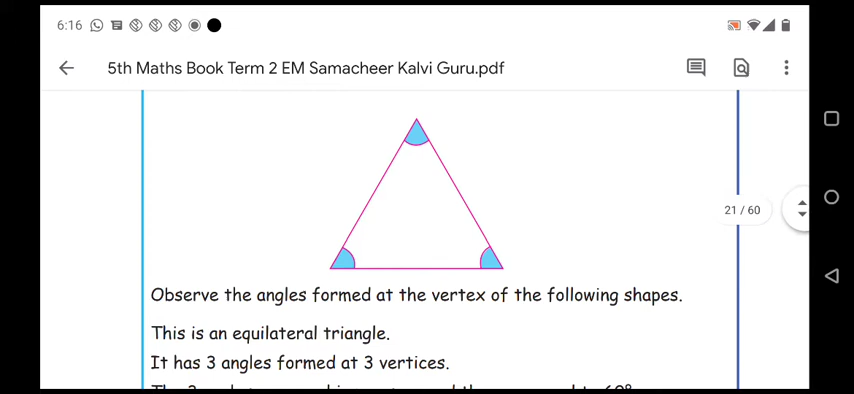 6:16
5th Maths Book Term 2 EM Samacheer Kalvi Guru.pdf
21 / 60
Observe the angles formed at the vertex of the following shapes.
This is an equilateral triangle.
It has 3 angles formed at 3 vertices.